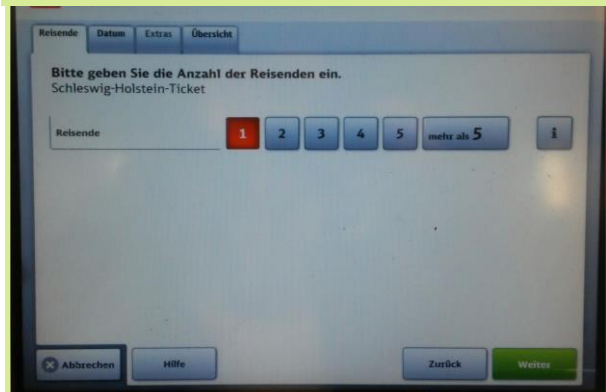 Reisende Datum Extras Übersicht
Bitte geben Sie die Anzahl der Reisenden ein.
Schleswig-Holstein-Ticket
Reisende 1 2 3 4 5 mehr als 5 i
Abbrechen Hilfe Zurück Weiter